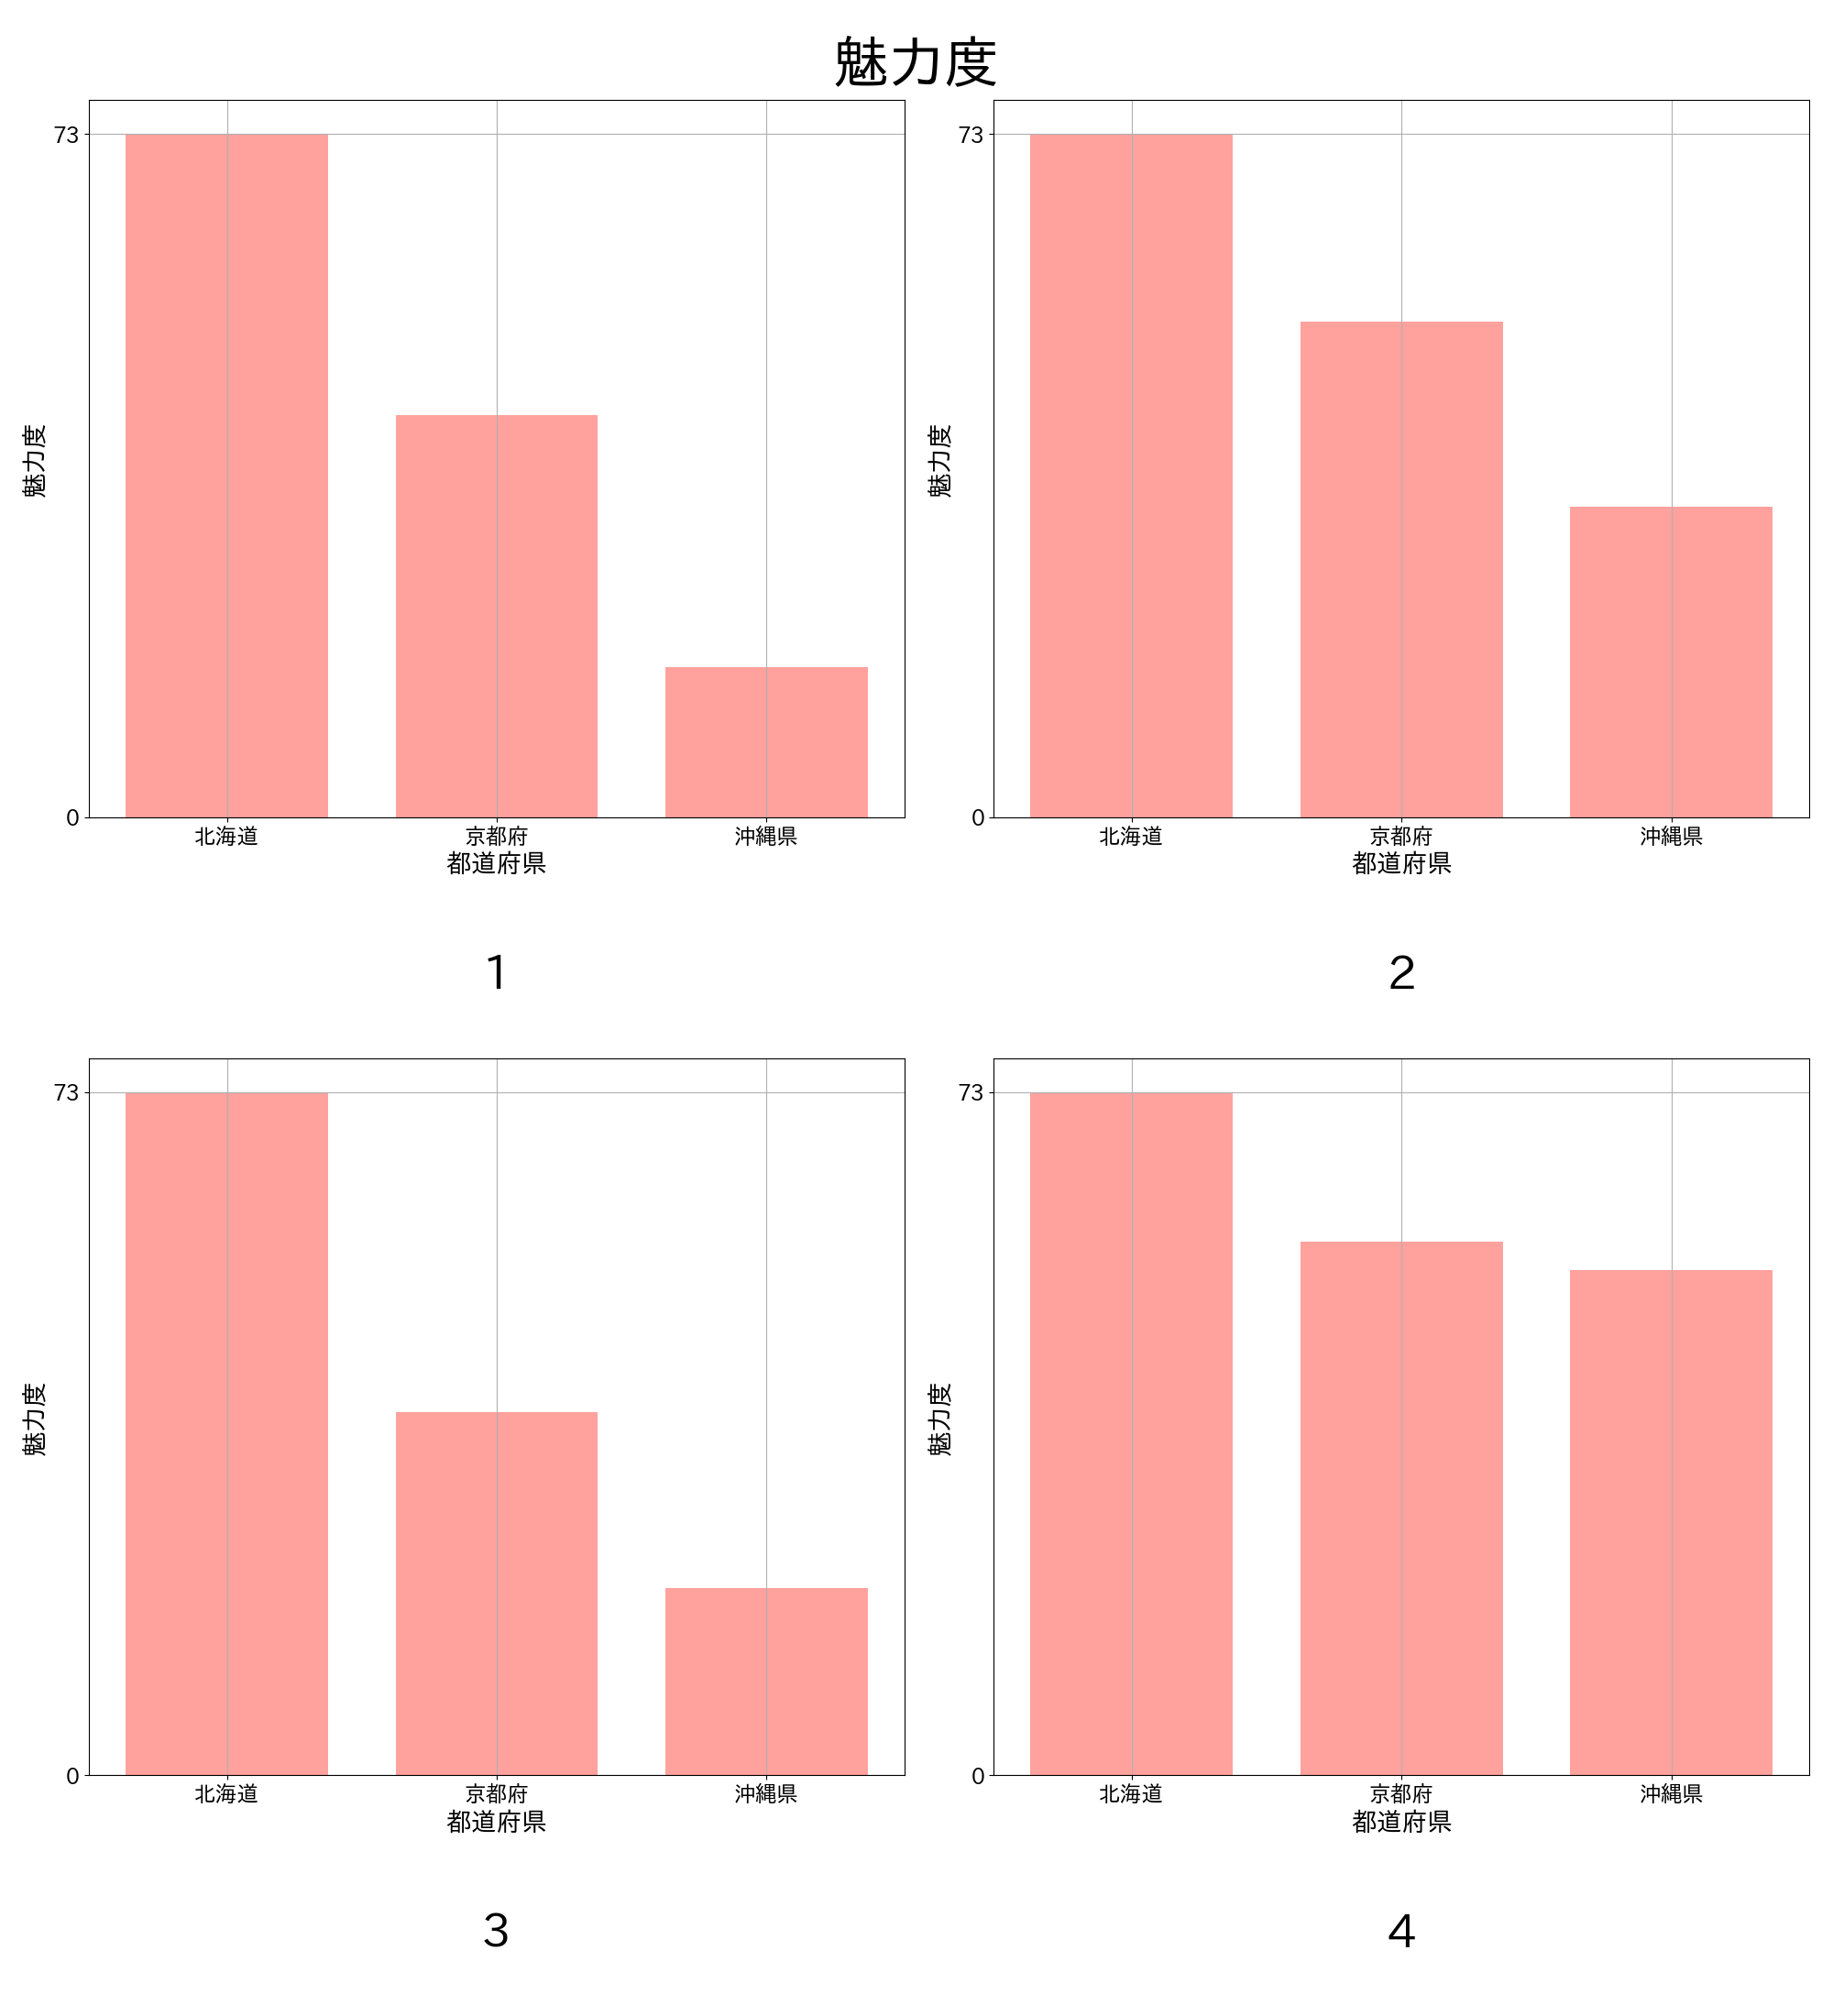 魅力度
73
0
魅力度
北海道 京都府 沖縄県
都道府県
1
73
0
魅力度
北海道 京都府 沖縄県
都道府県
2
73
0
魅力度
北海道 京都府 沖縄県
都道府県
3
73
0
魅力度
北海道 京都府 沖縄県
都道府県
4